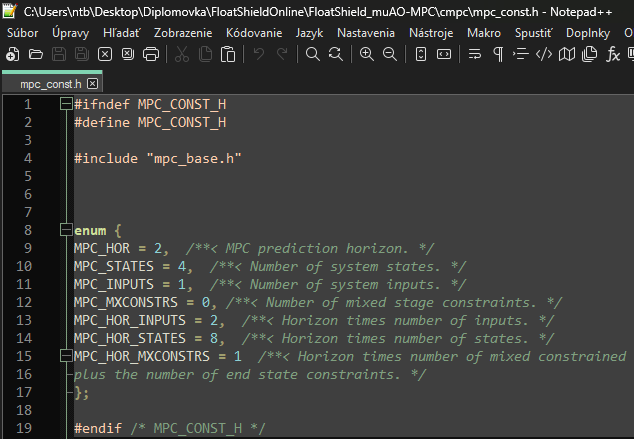 C:\Users\ntb\Desktop\Diplomovka\FloatShieldOnline\FloatShield_muAO-MPC\cmpc\mpc_const.h - Notepad++
Súbor Úpravy Hľadať Zobrazenie Kódovanie Jazyk Nastavenia Nástroje Makro Spustiť Doplnky O
mpc_const.h
1 #ifndef MPC_CONST_H
2 #define MPC_CONST_H
3
4 #include "mpc_base.h"
5
6
7
8 enum {
9 MPC_HOR = 2, /**< MPC prediction horizon. */
10 MPC_STATES = 4, /**< Number of system states. */
11 MPC_INPUTS = 1, /**< Number of system inputs. */
12 MPC_MXCONSTRS = 0, /**< Number of mixed stage constraints. */
13 MPC_HOR_INPUTS = 2, /**< Horizon times number of inputs. */
14 MPC_HOR_STATES = 8, /**< Horizon times number of states. */
15 MPC_HOR_MXCONSTRS = 1 /**< Horizon times number of mixed constrained
16 plus the number of end state constraints. */
17 };
18
19 #endif /* MPC_CONST_H */